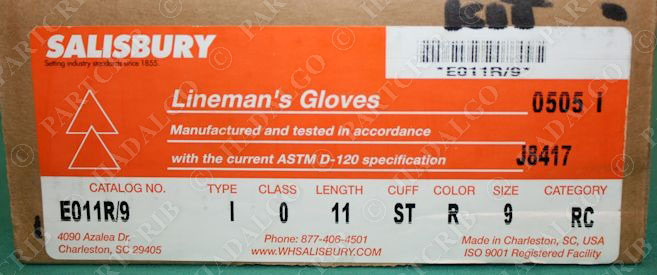 KIT
SALISBURY
Setting industry standards since 1855.
*E011R/9*
Lineman's Gloves 0505 I
Manufactured and tested in accordance
with the current ASTM D-120 specification J8417
CATALOG NO. TYPE CLASS LENGTH CUFF COLOR SIZE CATEGORY
E011R/9 I 0 11 ST R 9 RC
4090 Azalea Dr. Phone: 877-406-4501 Made in Charleston, SC, USA
Charleston, SC 29405 www.WHSALISBURY.com ISO 9001 Registered Facility
© PARTCRIB © JHADALGO